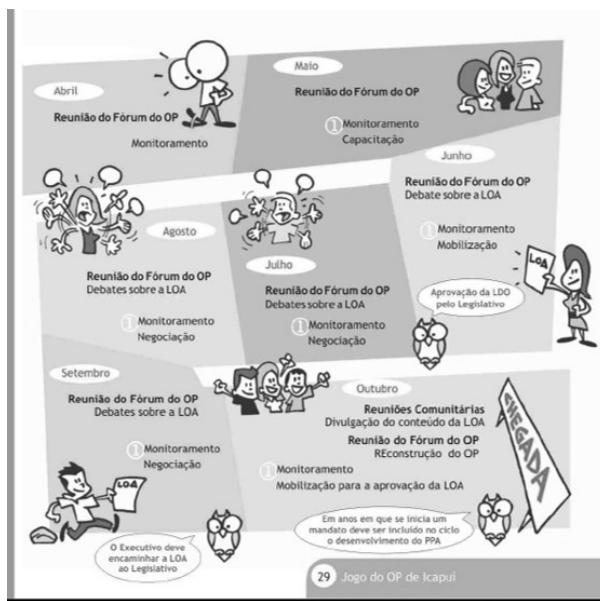 Abril
Reunião do Fórum do OP
Monitoramento
Maio
Reunião do Fórum do OP
1 Monitoramento
Capacitação
Junho
Reunião do Fórum do OP
Debate sobre a LOA
1 Monitoramento
Mobilização
Aprovação da LDO
pelo Legislativo
LOA
Julho
Reunião do Fórum do OP
Debates sobre a LOA
1 Monitoramento
Negociação
Agosto
Reunião do Fórum do OP
Debates sobre a LOA
1 Monitoramento
Negociação
Setembro
Reunião do Fórum do OP
Debates sobre a LOA
1 Monitoramento
Negociação
LOA
O Executivo deve
encaminhar a LOA
ao Legislativo
Outubro
Reuniões Comunitárias
Divulgação do conteúdo da LOA
Reunião do Fórum do OP
REconstrução do OP
1 Monitoramento
Mobilização para a aprovação da LOA
Em anos em que se inicia um
mandato deve ser incluído no ciclo
o desenvolvimento do PPA
CHEGADA
29 Jogo do OP de Icapuí